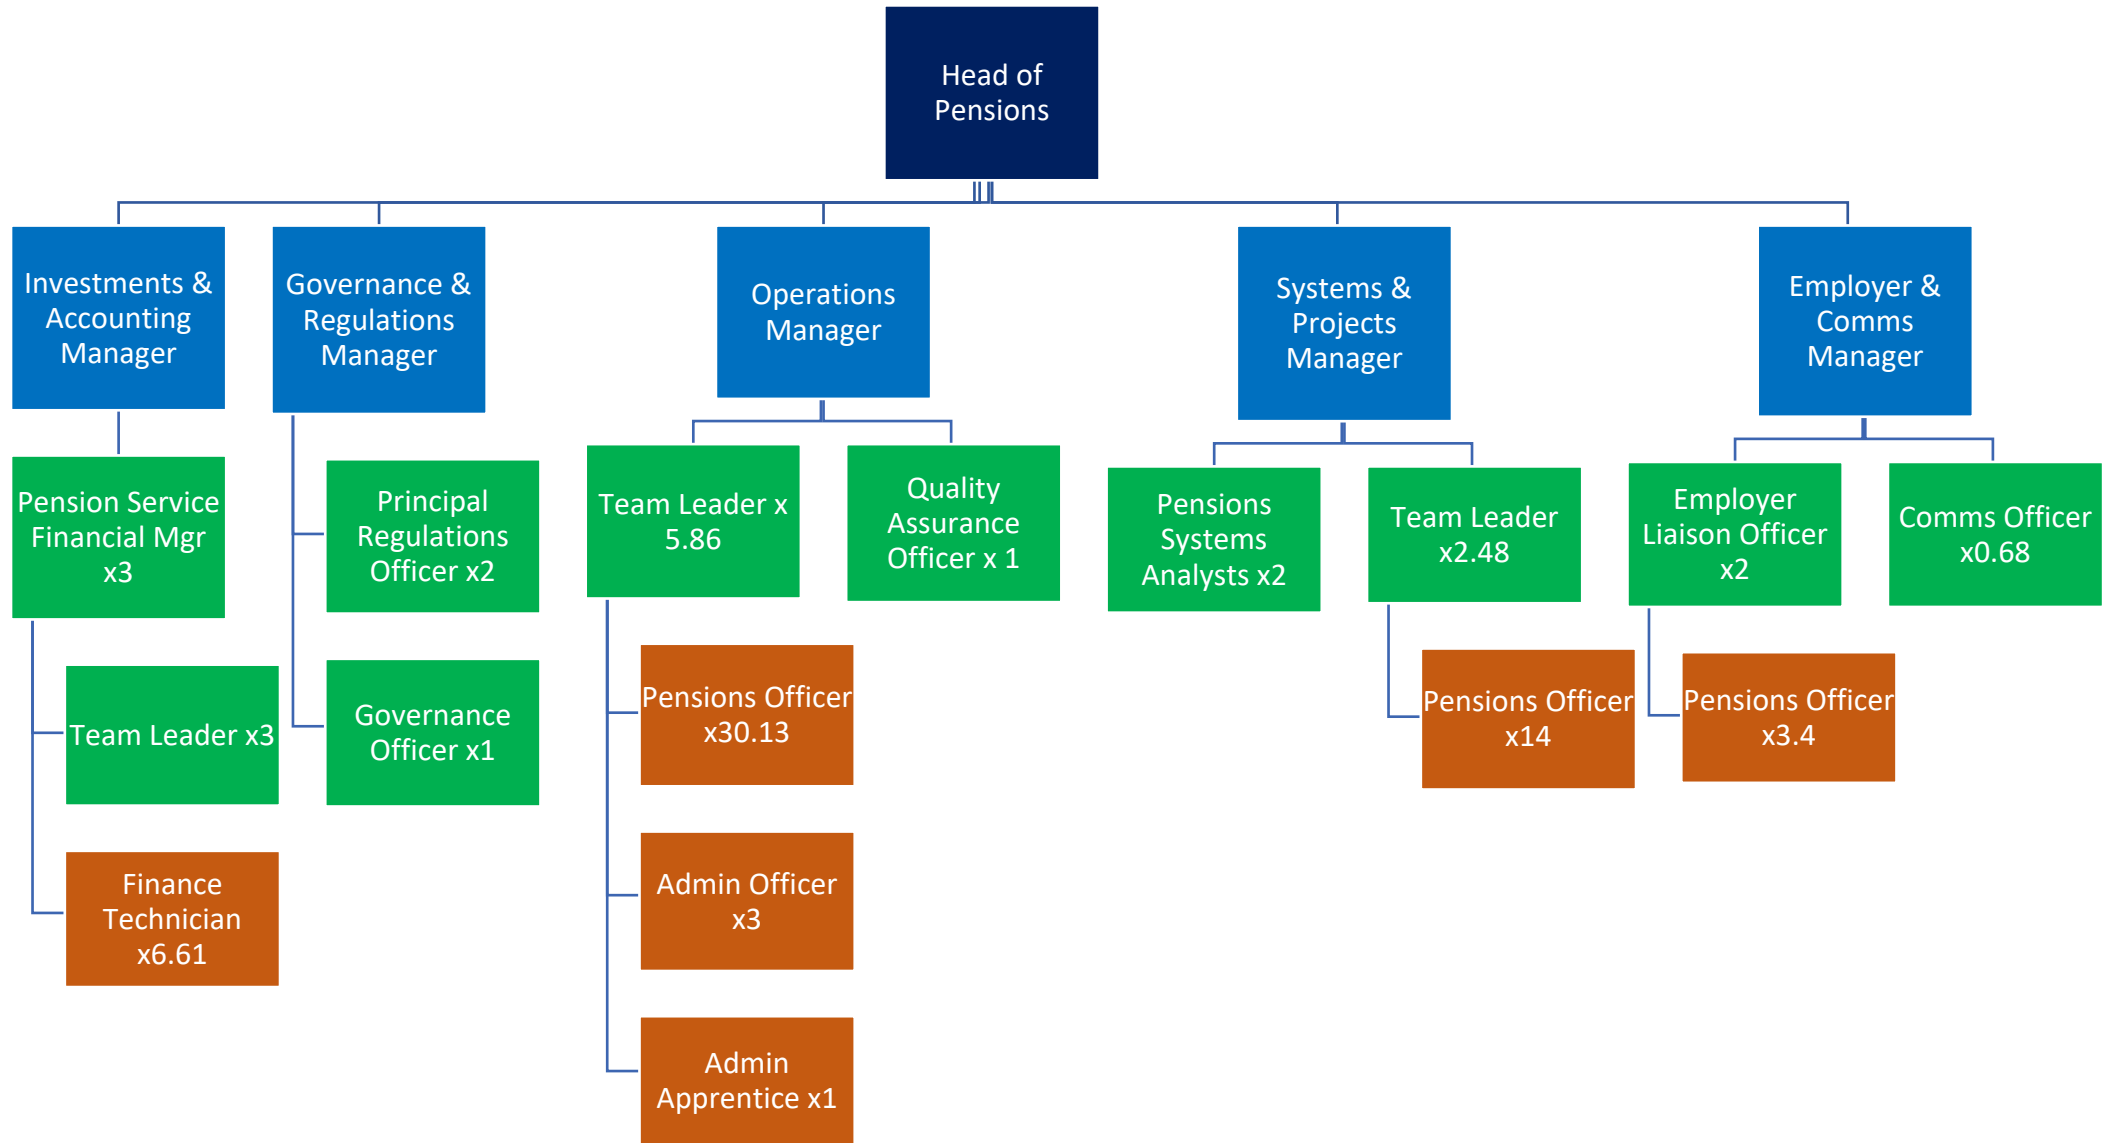 Head of
Pensions
Investments &
Accounting
Manager
Governance &
Regulations
Manager
Operations
Manager
Systems &
Projects
Manager
Employer &
Comms
Manager
Pension Service
Financial Mgr
x3
Principal
Regulations
Officer x2
Team Leader x
5.86
Quality
Assurance
Officer x 1
Pensions
Systems
Analysts x2
Team Leader
x2.48
Employer
Liaison Officer
x2
Comms Officer
x0.68
Team Leader x3
Governance
Officer x1
Pensions Officer
x30.13
Pensions Officer
x14
Pensions Officer
x3.4
Finance
Technician
x6.61
Admin Officer
x3
Admin
Apprentice x1